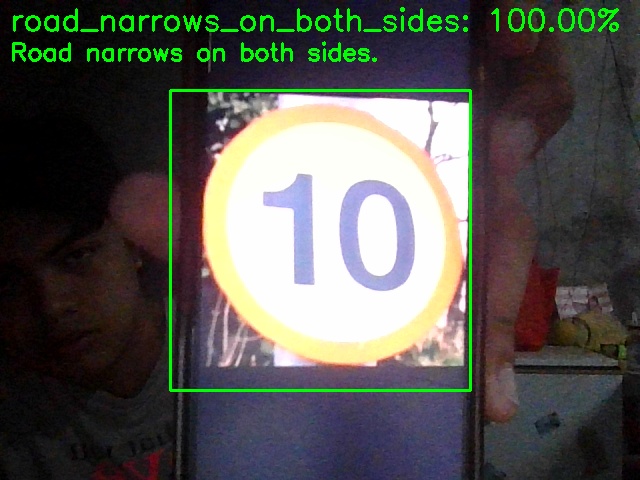 road_narrows_on_both_sides: 100.00%
Road narrows on both sides.
10